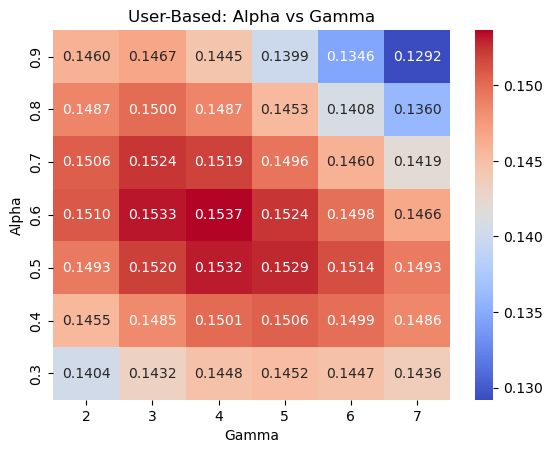 User-Based: Alpha vs Gamma
0.9 0.1460 0.1467 0.1445 0.1399 0.1346 0.1292
0.8 0.1487 0.1500 0.1487 0.1453 0.1408 0.1360
0.7 0.1506 0.1524 0.1519 0.1496 0.1460 0.1419
0.6 0.1510 0.1533 0.1537 0.1524 0.1498 0.1466
0.5 0.1493 0.1520 0.1532 0.1529 0.1514 0.1493
0.4 0.1455 0.1485 0.1501 0.1506 0.1499 0.1486
0.3 0.1404 0.1432 0.1448 0.1452 0.1447 0.1436
2 3 4 5 6 7
Alpha
Gamma
0.150
0.145
0.140
0.135
0.130